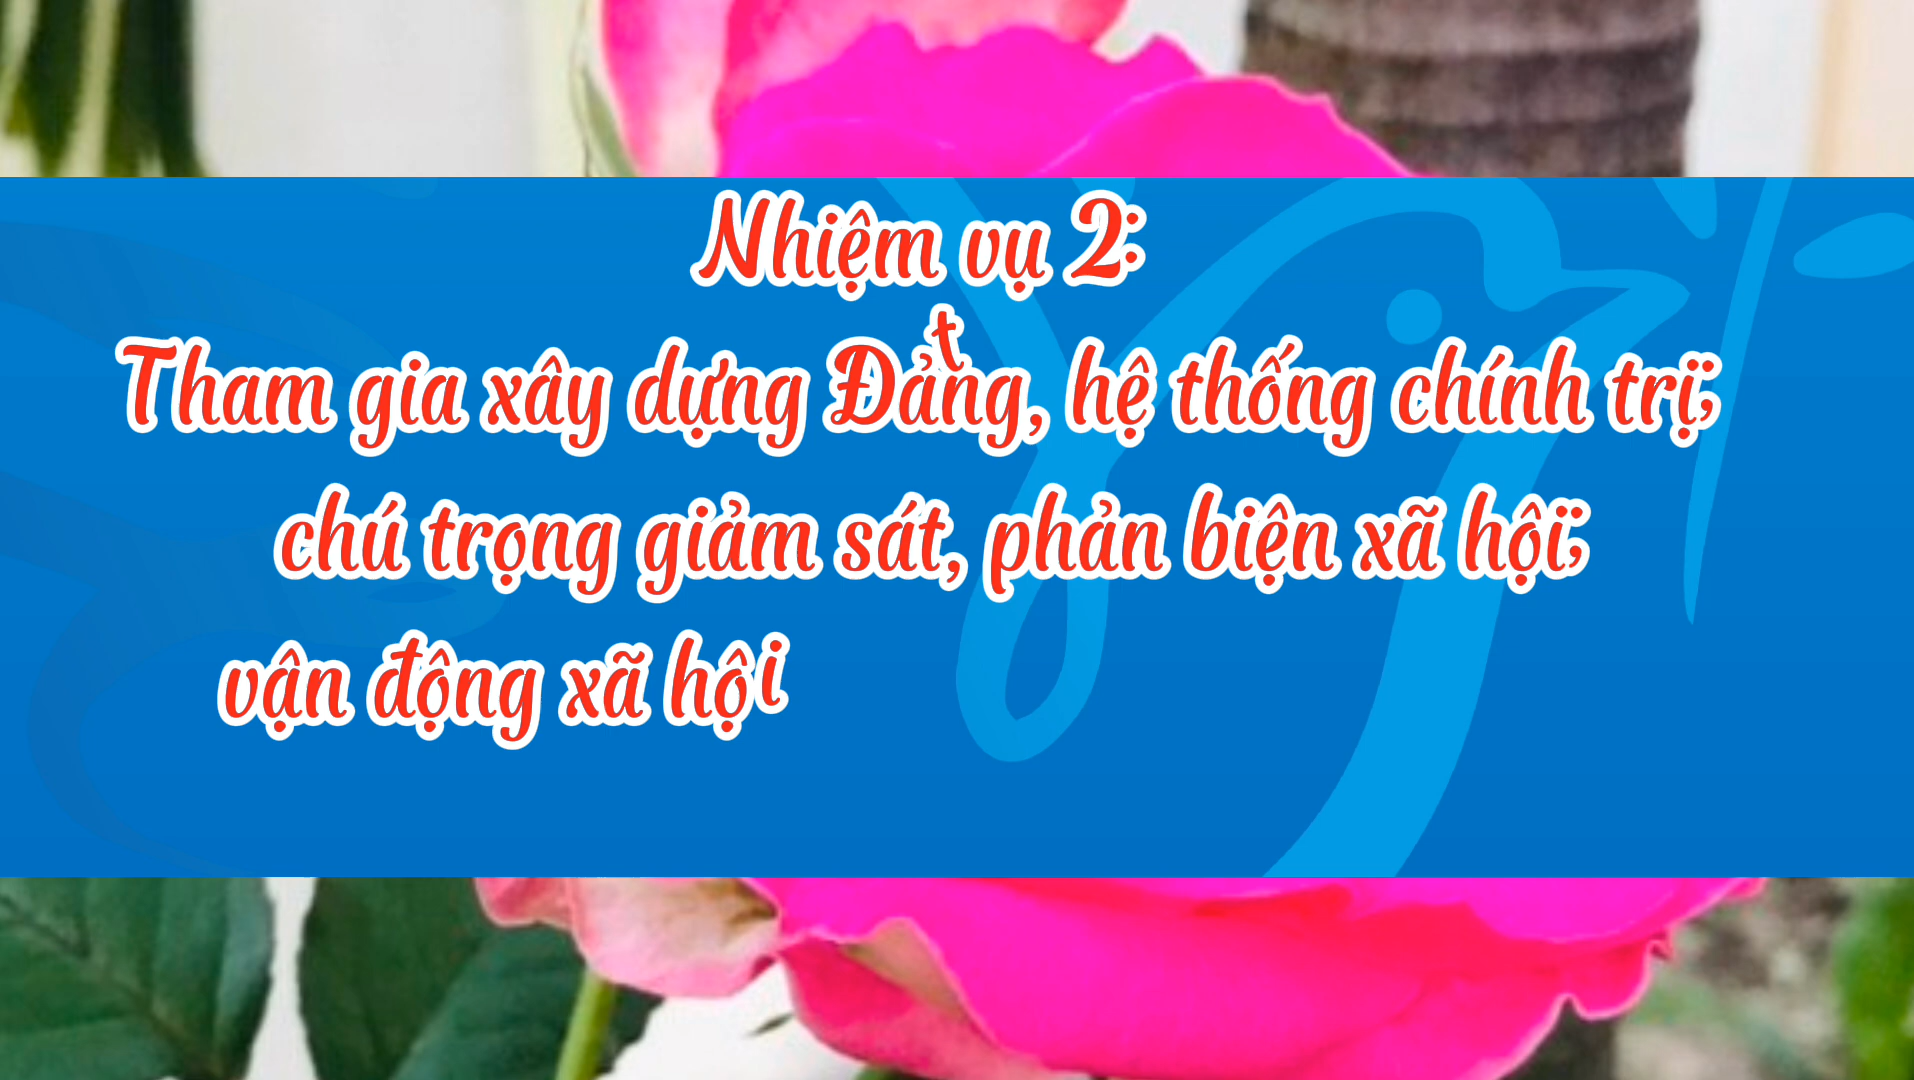 Nhiệm vụ 2:
Tham gia xây dựng Đảng, hệ thống chính trị;
chú trọng giảm sát, phản biện xã hội;
vận động xã hội